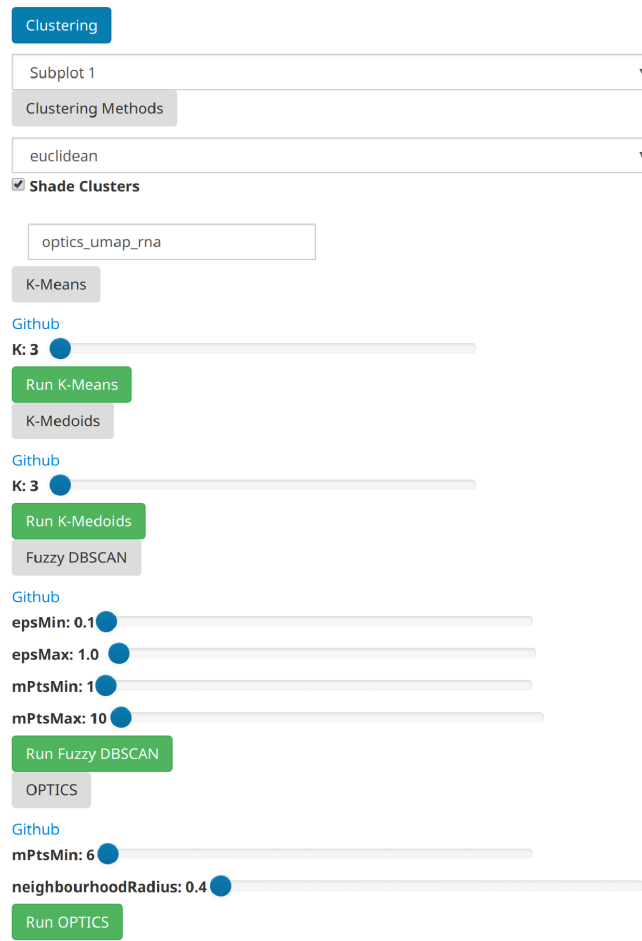 Clustering
Subplot 1
Clustering Methods
euclidean
Shade Clusters
optics_umap_rna
K-Means
Github
K: 3
Run K-Means
K-Medoids
Github
K: 3
Run K-Medoids
Fuzzy DBSCAN
Github
epsMin: 0.1
epsMax: 1.0
mPtsMin: 1
mPtsMax: 10
Run Fuzzy DBSCAN
OPTICS
Github
mPtsMin: 6
neighbourhoodRadius: 0.4
Run OPTICS